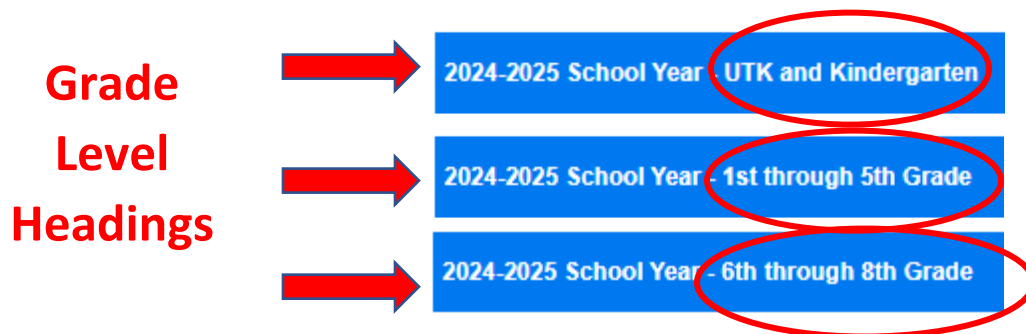 Grade
Level
Headings
2024-2025 School Year - UTK and Kindergarten
2024-2025 School Year - 1st through 5th Grade
2024-2025 School Year - 6th through 8th Grade